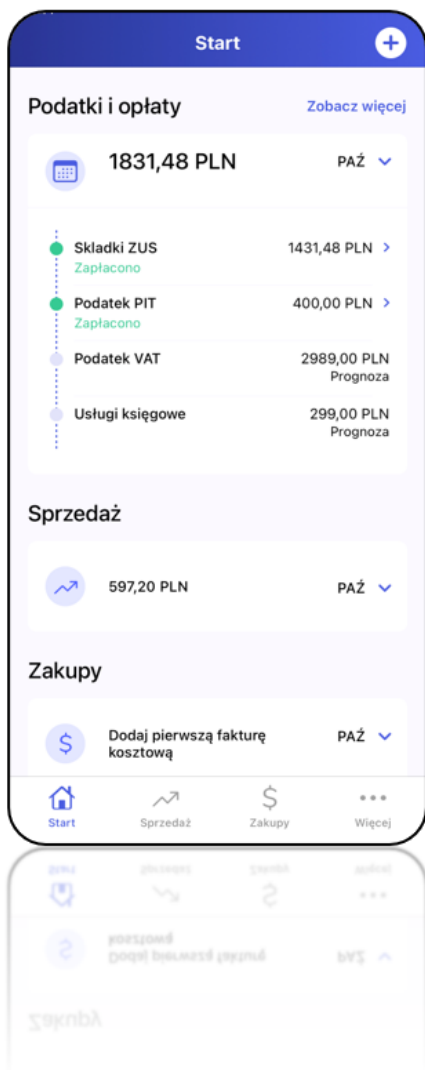 Start
Podatki i opłaty
Zobacz więcej
1831,48 PLN
PAŹ
Skladki ZUS
1431,48 PLN
Zapłacono
Podatek PIT
400,00 PLN
Zapłacono
Podatek VAT
2989,00 PLN
Prognoza
Usługi księgowe
299,00 PLN
Prognoza
Sprzedaż
597,20 PLN
PAŹ
Zakupy
Dodaj pierwszą fakturę
kosztową
PAŹ
Start
Sprzedaż
Zakupy
Więcej